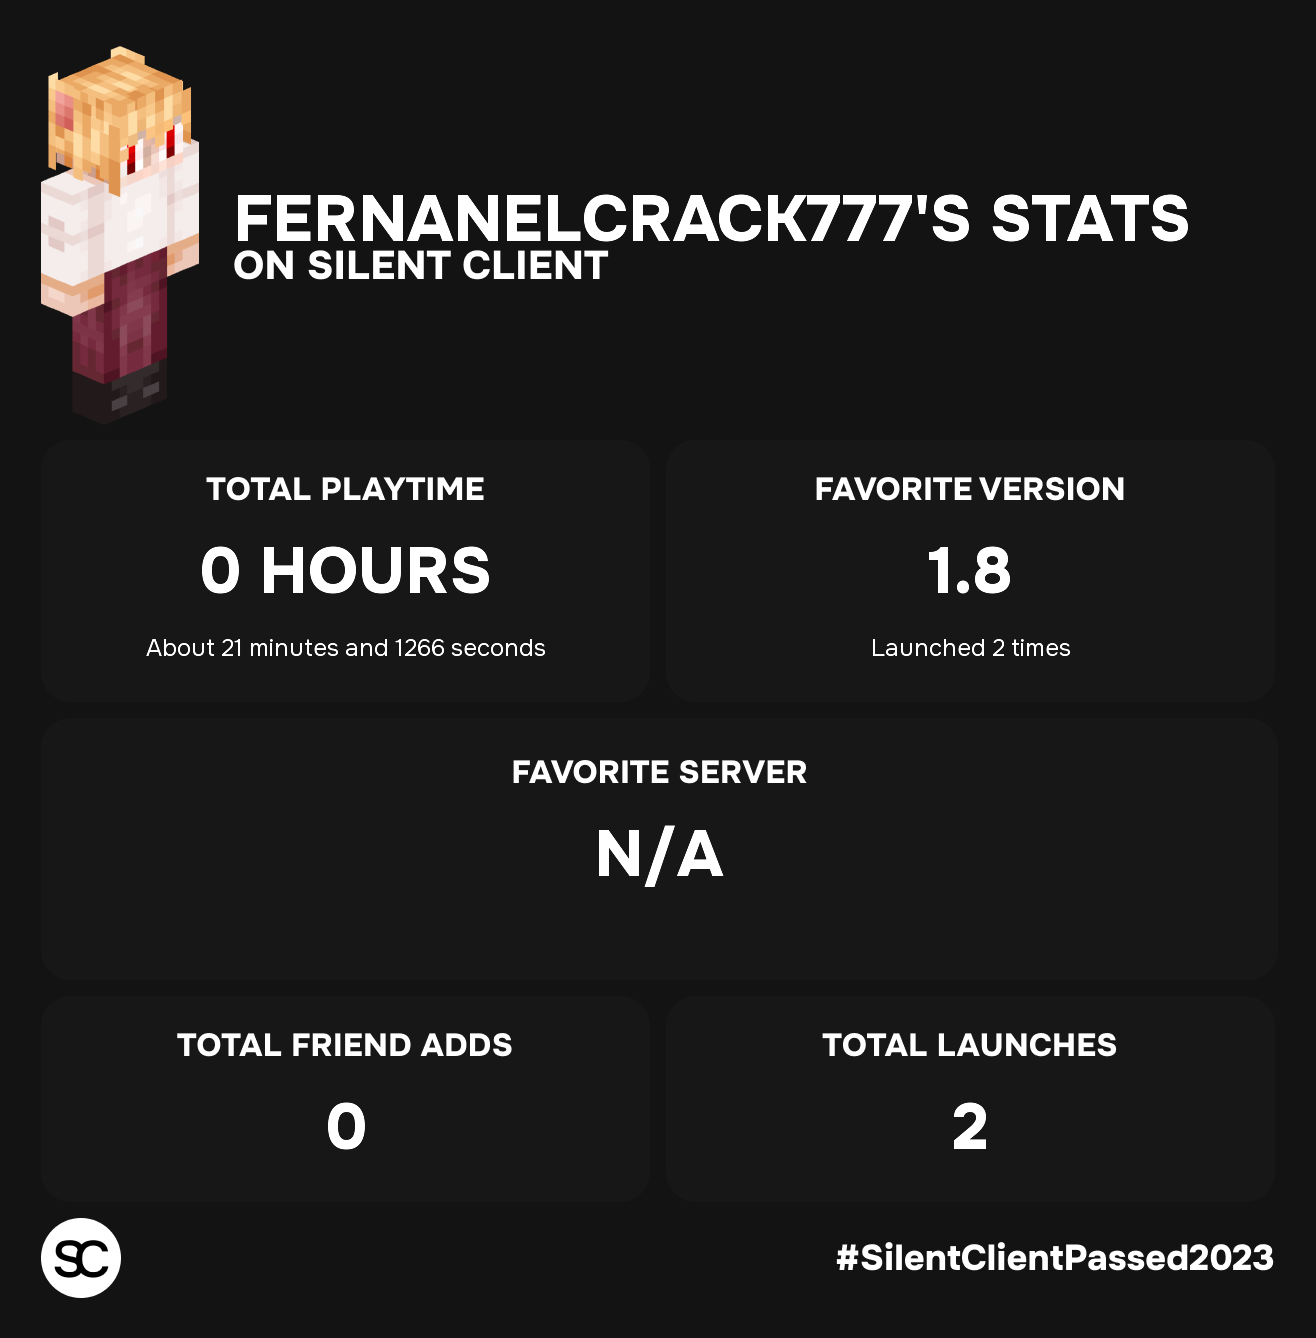 FERNANELCRACK777'S STATS
ON SILENT CLIENT
TOTAL PLAYTIME
0 HOURS
About 21 minutes and 1266 seconds
FAVORITE VERSION
1.8
Launched 2 times
FAVORITE SERVER
N/A
TOTAL FRIEND ADDS
0
TOTAL LAUNCHES
2
SC
#SilentClientPassed2023